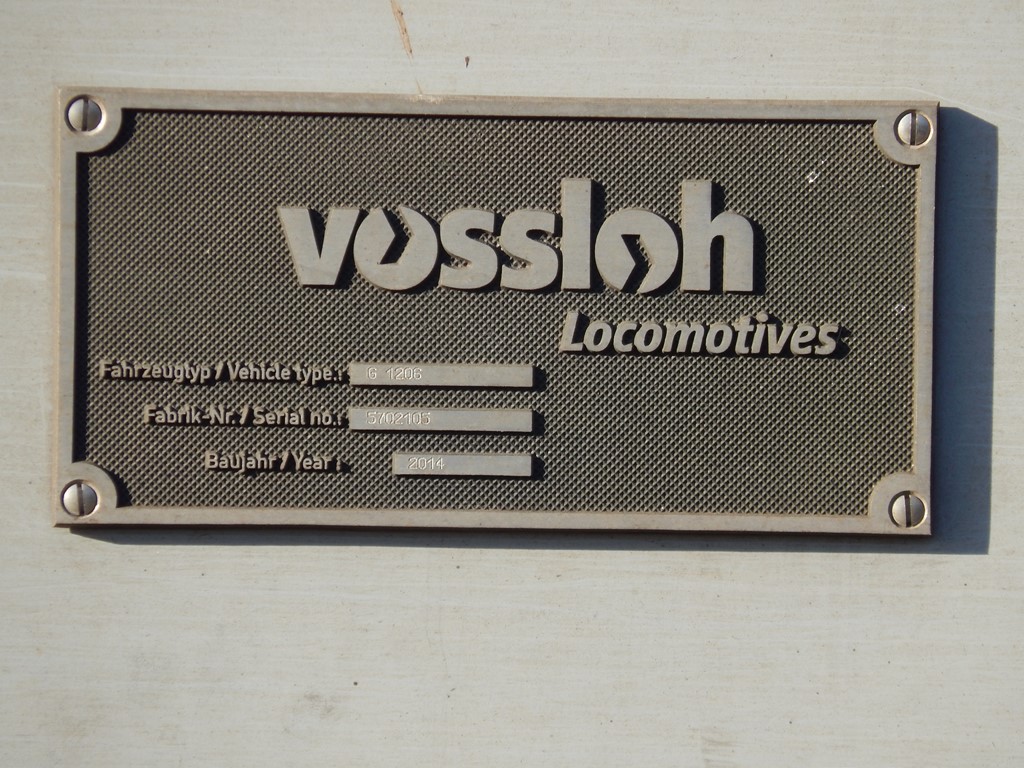 vossloh
Locomotives
Fahrzeugtyp / Vehicle type.: G 1206
Fabrik-Nr. / Serial no.: 5702105
Baujahr / Year : 2014